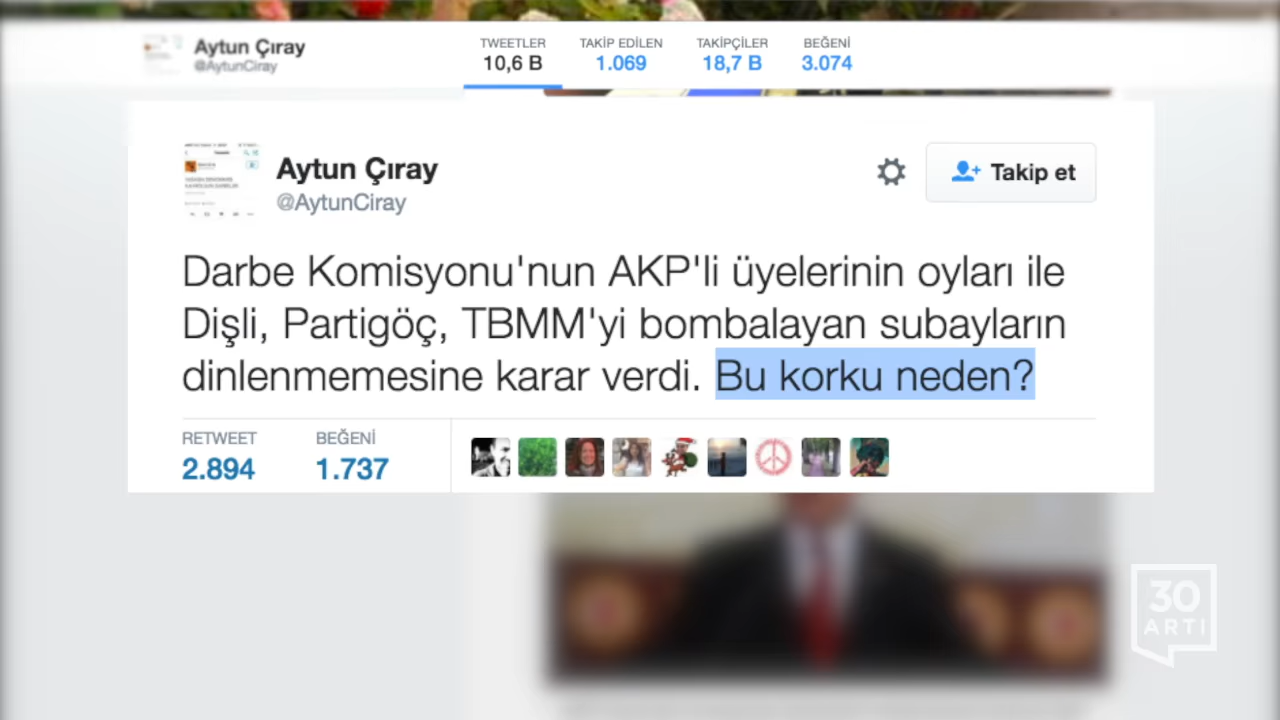 Aytun Çıray
@AytunCiray
TWEETLER
10,6 B
TAKİP EDİLEN
1.069
TAKİPÇİLER
18,7 B
BEĞENİ
3.074
Aytun Çıray
@AytunCiray
Takip et
Darbe Komisyonu'nun AKP'li üyelerinin oyları ile
Dişli, Partigöç, TBMM'yi bombalayan subayların
dinlenmemesine karar verdi. Bu korku neden?
RETWEET
2.894
BEĞENİ
1.737
30
ARTI